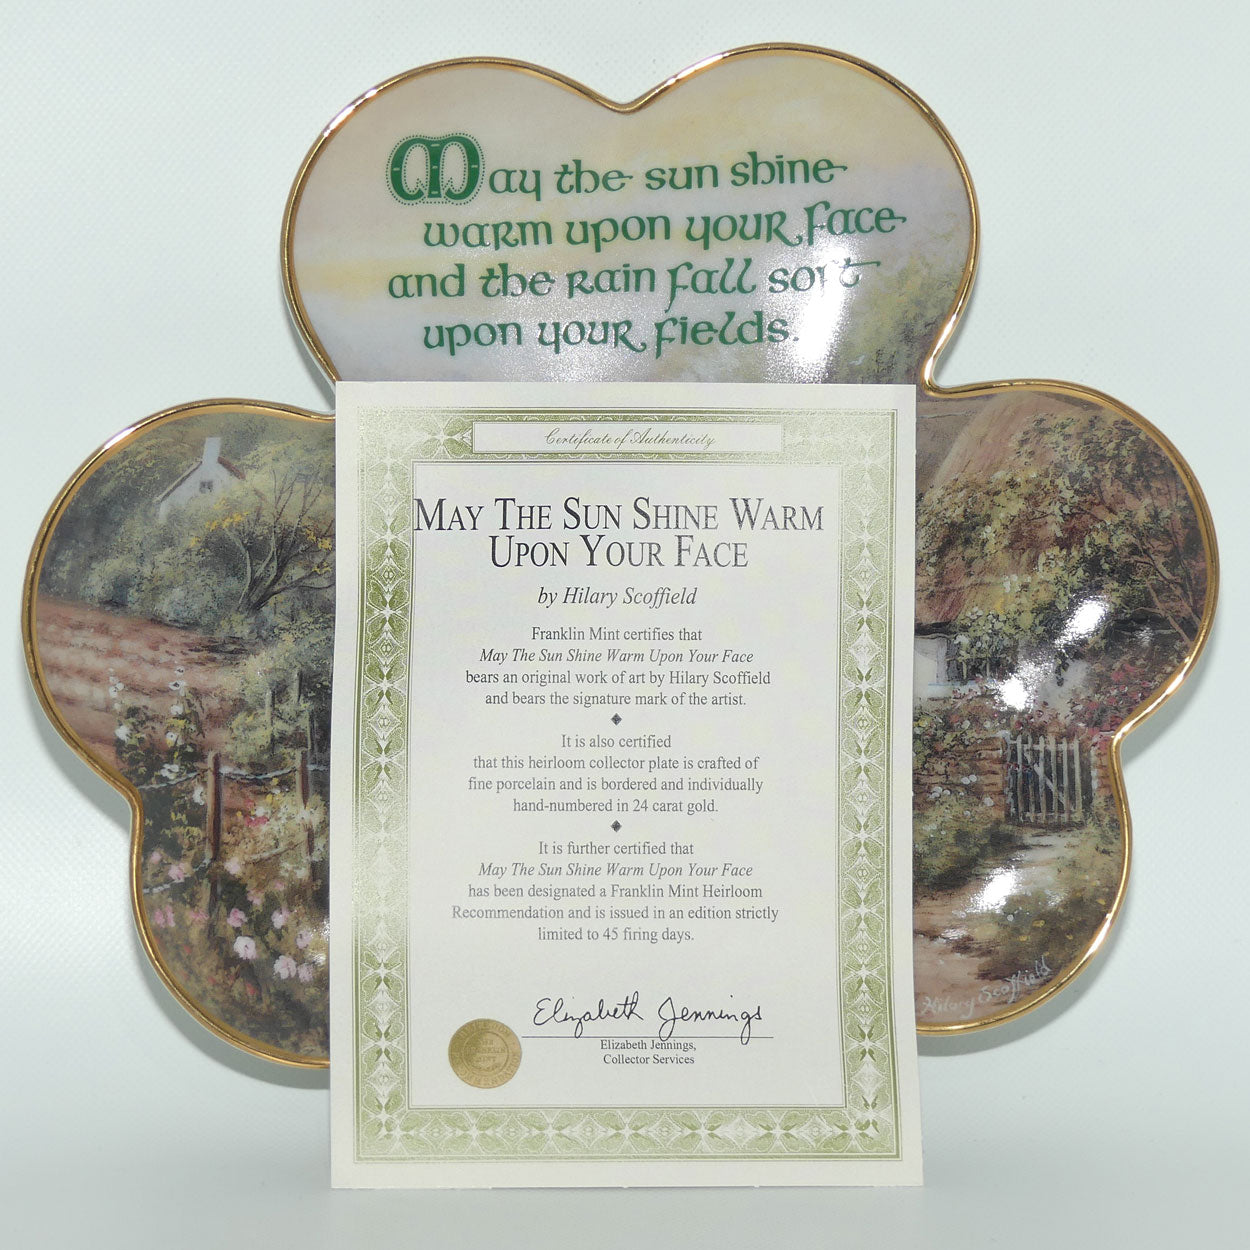 May the sun shine
warm upon your face
and the rain fall soft
upon your fields.
Certificate of Authenticity
MAY THE SUN SHINE WARM
UPON YOUR FACE
by Hilary Scoffield
Franklin Mint certifies that
May The Sun Shine Warm Upon Your Face
bears an original work of art by Hilary Scoffield
and bears the signature mark of the artist.
It is also certified
that this heirloom collector plate is crafted of
fine porcelain and is bordered and individually
hand-numbered in 24 carat gold.
It is further certified that
May The Sun Shine Warm Upon Your Face
has been designated a Franklin Mint Heirloom
Recommendation and is issued in an edition strictly
limited to 45 firing days.
Elizabeth Jennings
Elizabeth Jennings,
Collector Services
Hilary Scoffield